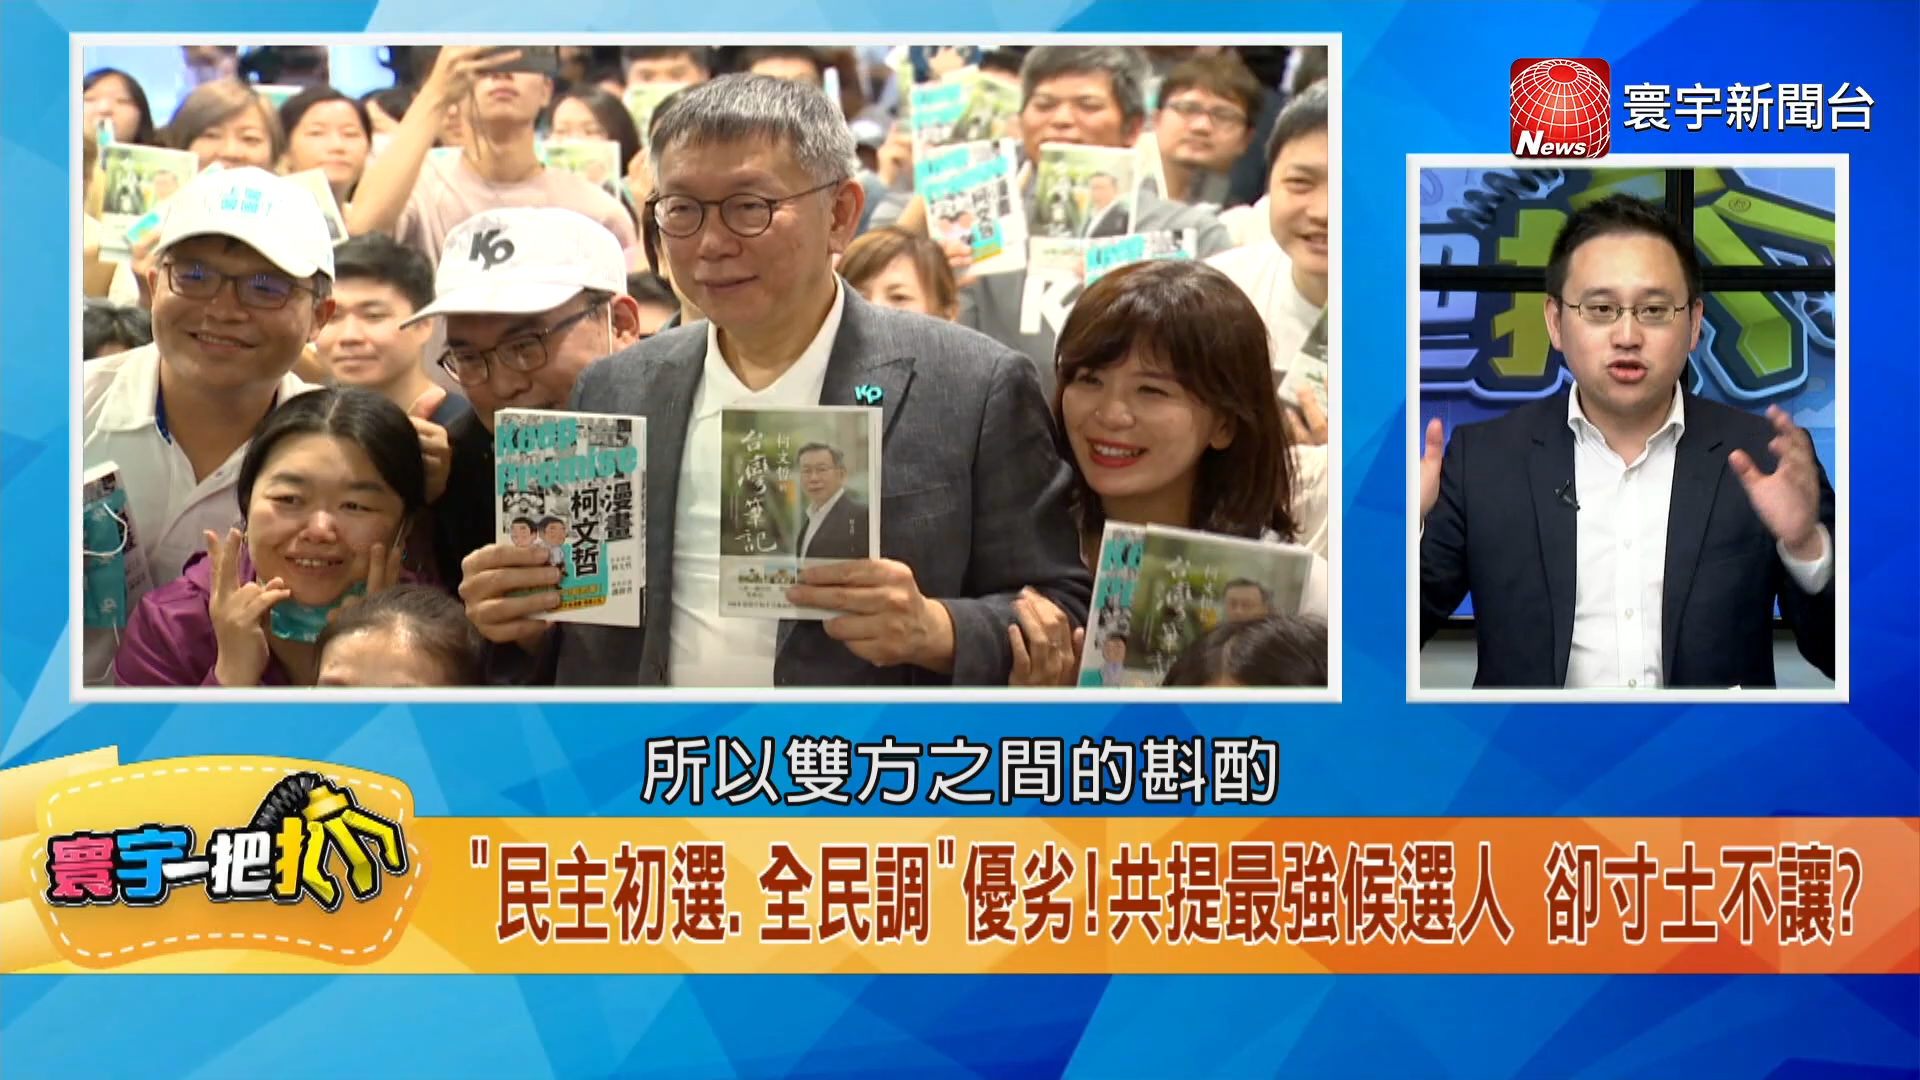 News 寰宇新聞台
KP
KP
Keep
Promise
漫畫
柯文哲
柯文哲
台灣筆記
所以雙方之間的斟酌
寰宇一把抓
"民主初選.全民調"優劣!共提最強候選人 卻寸土不讓?